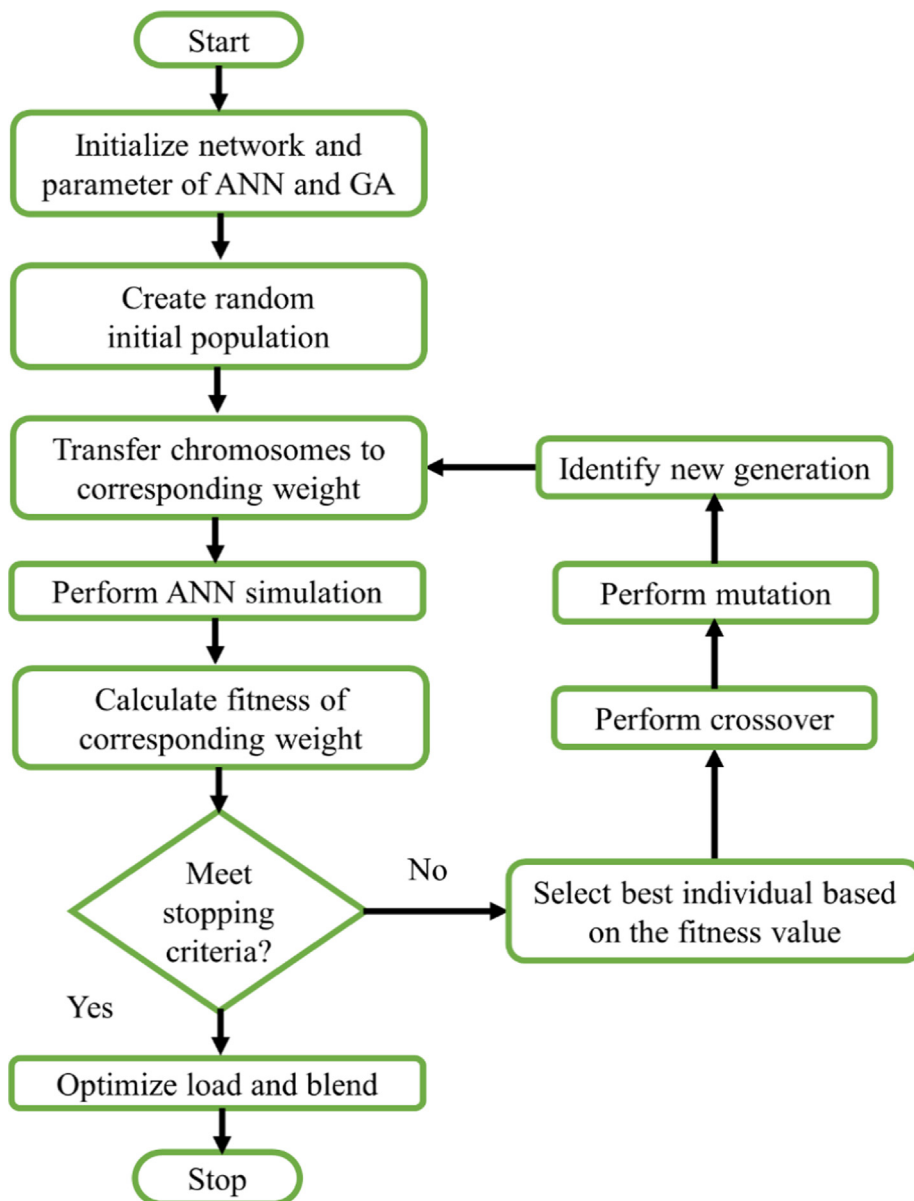 Start
Initialize network and
parameter of ANN and GA
Create random
initial population
Transfer chromosomes to
corresponding weight
Perform ANN simulation
Calculate fitness of
corresponding weight
Meet
stopping
criteria?
No
Select best individual based
on the fitness value
Perform crossover
Perform mutation
Identify new generation
Yes
Optimize load and blend
Stop